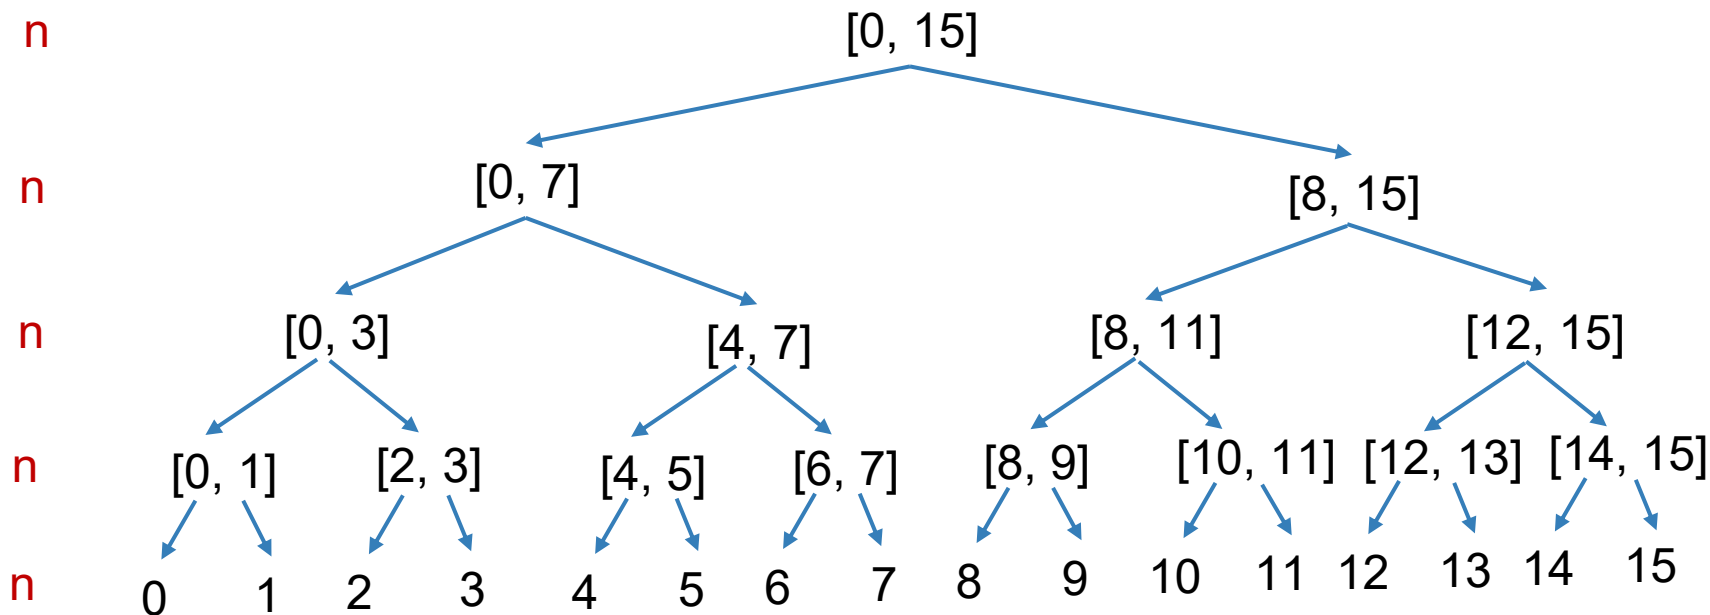 n [0, 15]
n [0, 7] [8, 15]
n [0, 3] [4, 7] [8, 11] [12, 15]
n [0, 1] [2, 3] [4, 5] [6, 7] [8, 9] [10, 11] [12, 13] [14, 15]
n 0 1 2 3 4 5 6 7 8 9 10 11 12 13 14 15